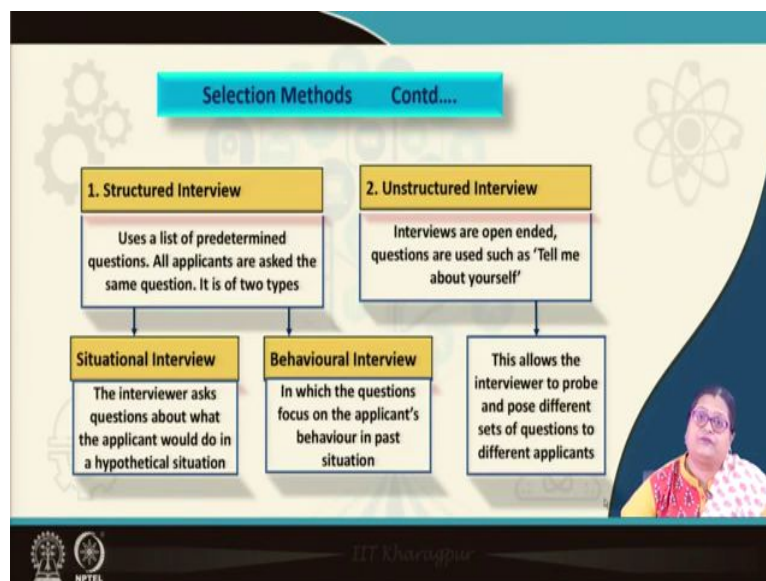 Selection Methods Contd....
1. Structured Interview
Uses a list of predetermined
questions. All applicants are asked the
same question. It is of two types
2. Unstructured Interview
Interviews are open ended,
questions are used such as 'Tell me
about yourself'
Situational Interview
The interviewer asks
questions about what
the applicant would do in
a hypothetical situation
Behavioural Interview
In which the questions
focus on the applicant's
behaviour in past
situation
This allows the
interviewer to probe
and pose different
sets of questions to
different applicants
IIT Kharagpur
NPTEL